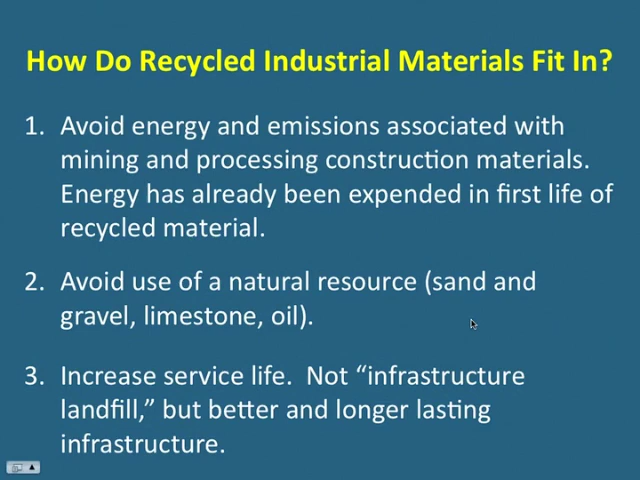 How Do Recycled Industrial Materials Fit In?
1. Avoid energy and emissions associated with
mining and processing construction materials.
Energy has already been expended in first life of
recycled material.
2. Avoid use of a natural resource (sand and
gravel, limestone, oil).
3. Increase service life.  Not “infrastructure
landfill,” but better and longer lasting
infrastructure.